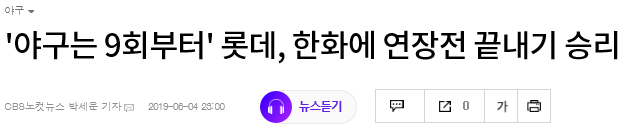 야구
'야구는 9회부터' 롯데, 한화에 연장전 끝내기 승리
CBS노컷뉴스 박세운 기자 2019-06-04 23:00 뉴스듣기 0 가